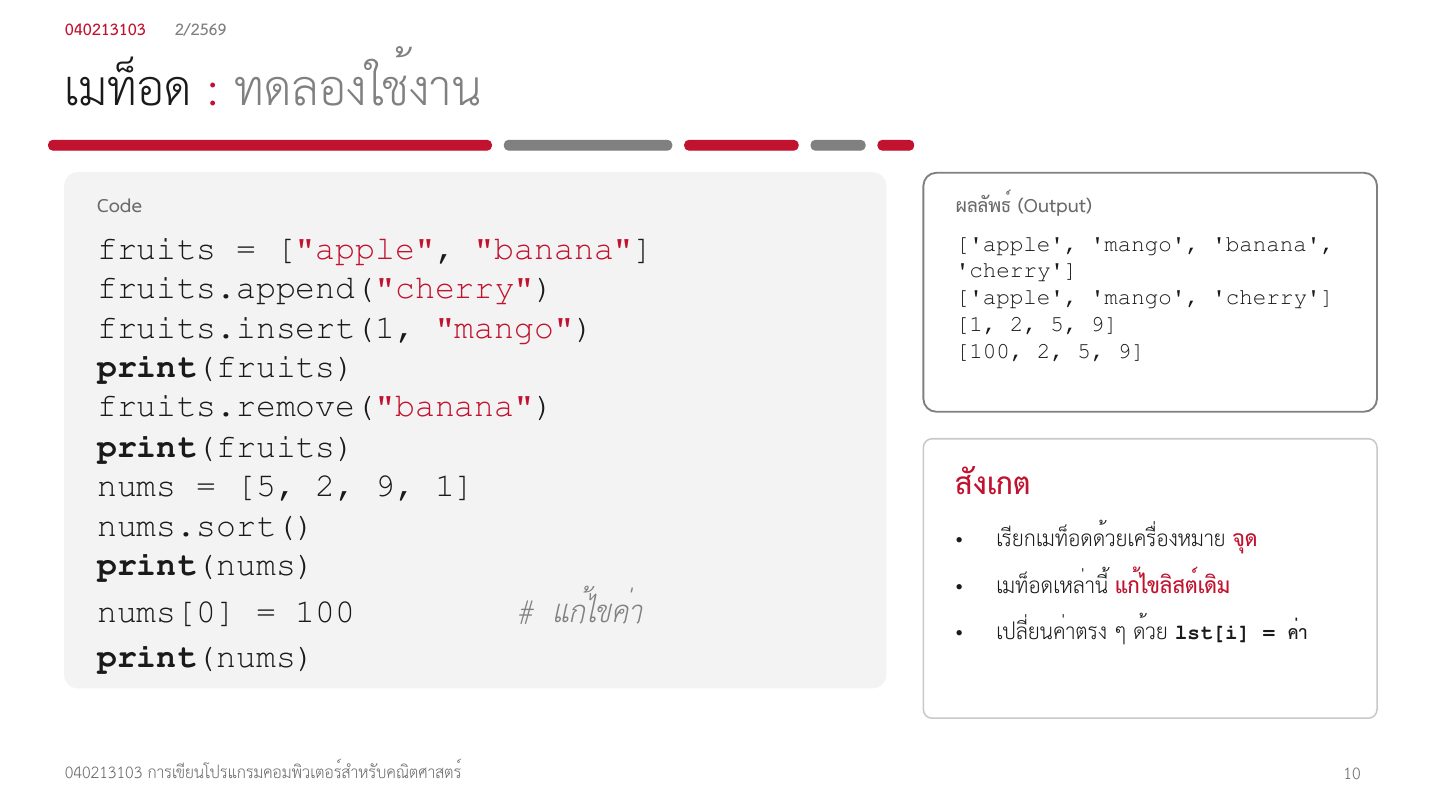 040213103 2/2569
เมท็อด : ทดลองใช้งาน
Code
fruits = ["apple", "banana"]
fruits.append("cherry")
fruits.insert(1, "mango")
print(fruits)
fruits.remove("banana")
print(fruits)
nums = [5, 2, 9, 1]
nums.sort()
print(nums)
nums[0] = 100 # แก้ไขค่า
print(nums)
ผลลัพธ์ (Output)
['apple', 'mango', 'banana',
'cherry']
['apple', 'mango', 'cherry']
[1, 2, 5, 9]
[100, 2, 5, 9]
สังเกต
• เรียกเมท็อดด้วยเครื่องหมาย จุด
• เมท็อดเหล่านี้ แก้ไขลิสต์เดิม
• เปลี่ยนค่าตรง ๆ ด้วย lst[i] = ค่า
040213103 การเขียนโปรแกรมคอมพิวเตอร์สำหรับคณิตศาสตร์
10